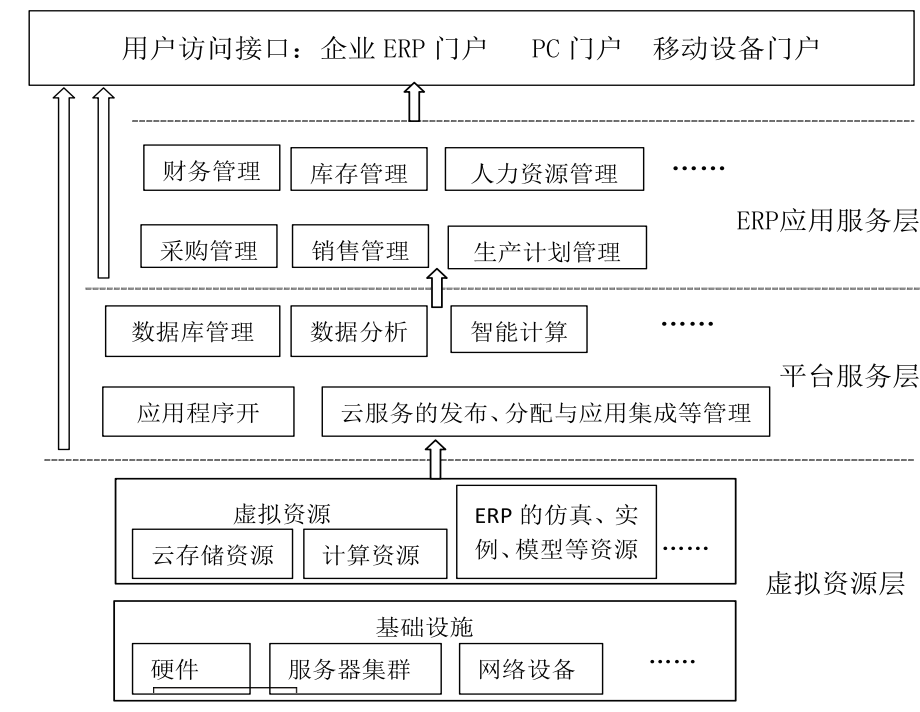 用户访问接口：企业 ERP 门户 PC 门户 移动设备门户
财务管理 库存管理 人力资源管理 ……
ERP应用服务层
采购管理 销售管理 生产计划管理
数据库管理 数据分析 智能计算 ……
平台服务层
应用程序开 云服务的发布、分配与应用集成等管理
虚拟资源
ERP 的仿真、实
例、模型等资源
云存储资源 计算资源 ……
虚拟资源层
基础设施
硬件 服务器集群 网络设备 ……